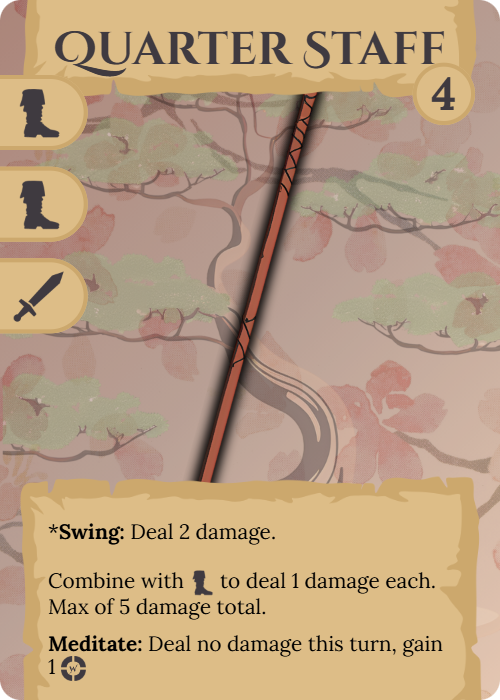 QUARTER STAFF
4
*Swing: Deal 2 damage.
Combine with to deal 1 damage each.
Max of 5 damage total.
Meditate: Deal no damage this turn, gain
1 W